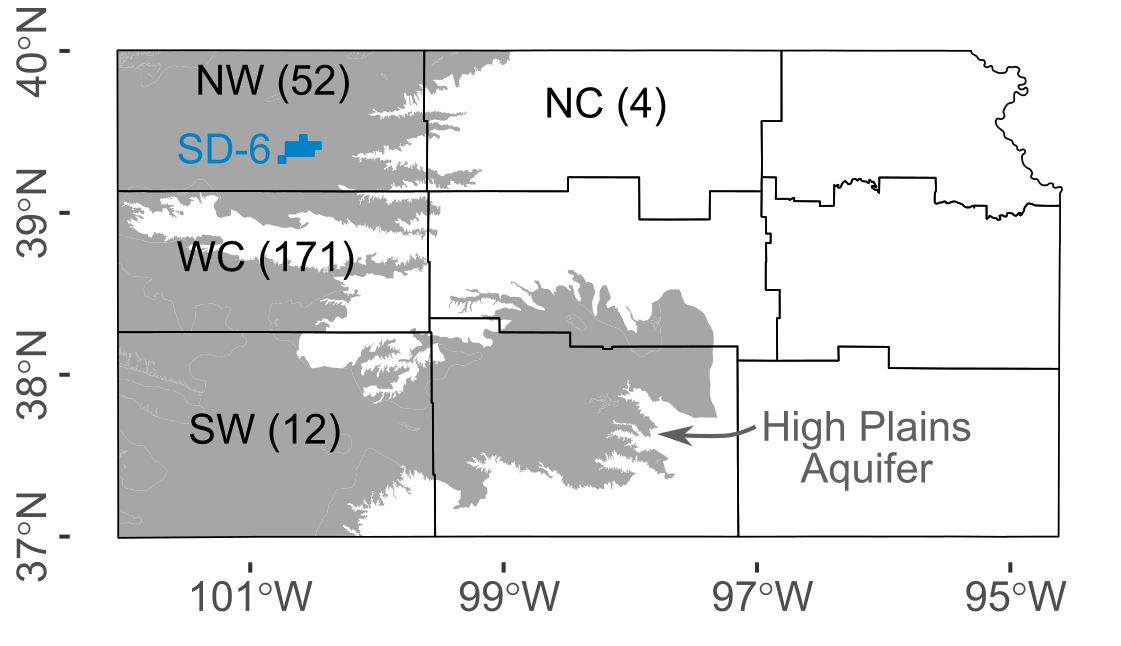 40°N
NW (52)
NC (4)
SD-6
39°N
WC (171)
38°N
SW (12)
High Plains
Aquifer
37°N
101°W
99°W
97°W
95°W